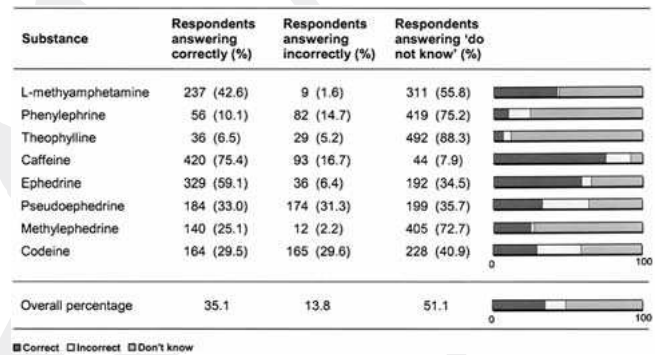 Substance Respondents answering correctly (%) Respondents answering incorrectly (%) Respondents answering ‘do not know’ (%)
L-methyamphetamine 237 (42.6) 9 (1.6) 311 (55.8)
Phenylephrine 56 (10.1) 82 (14.7) 419 (75.2)
Theophylline 36 (6.5) 29 (5.2) 492 (88.3)
Caffeine 420 (75.4) 93 (16.7) 44 (7.9)
Ephedrine 329 (59.1) 36 (6.4) 192 (34.5)
Pseudoephedrine 184 (33.0) 174 (31.3) 199 (35.7)
Methylephedrine 140 (25.1) 12 (2.2) 405 (72.7)
Codeine 164 (29.5) 165 (29.6) 228 (40.9)
0 100
Overall percentage 35.1 13.8 51.1
0 100
Correct Incorrect Don't know